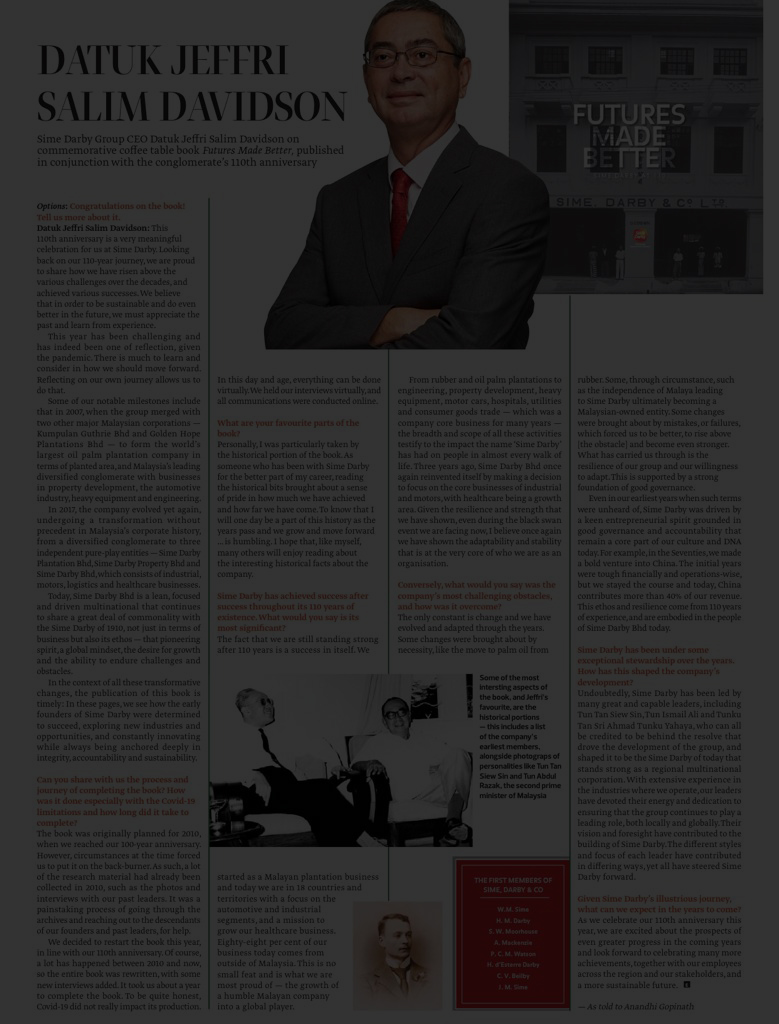 DATUK JEFFRI
SALIM DAVIDSON
Sime Darby Group CEO Datuk Jeffri Salim Davidson on
commemorative coffee table book Futures Made Better, published
in conjunction with the conglomerate's 110th anniversary
FUTURES
MADE
BETTER
SIME, DARBY & Co. LTD
Options: Congratulations on the book!
Tell us more about it.
Datuk Jeffri Salim Davidson: This
110th anniversary is a very meaningful
celebration for us at Sime Darby. Looking
back on our 110-year journey, we are proud
to share how we have risen above the
various challenges over the decades, and
achieved various successes. We believe
that in order to be sustainable and do even
better in the future, we must appreciate the
past and learn from experience.
This year has been challenging and
has indeed been one of reflection, given
the pandemic. There is much to learn and
consider in how we should move forward.
Reflecting on our own journey allows us to
do that.
Some of our notable milestones include
that in 2007, when the group merged with
two other major Malaysian corporations —
Kumpulan Guthrie Bhd and Golden Hope
Plantations Bhd — to form the world's
largest oil palm plantation company in
terms of planted area, and Malaysia's leading
diversified conglomerate with businesses
in property development, the automotive
industry, heavy equipment and engineering.
In 2017, the company evolved yet again,
undergoing a transformation without
precedent in Malaysia's corporate history,
from a diversified conglomerate to three
independent pure-play entities — Sime Darby
Plantation Bhd, Sime Darby Property Bhd and
Sime Darby Bhd, which consists of industrial,
motors, logistics and healthcare businesses.
Today, Sime Darby Bhd is a lean, focused
and driven multinational that continues
to share a great deal of commonality with
the Sime Darby of 1910, not just in terms of
business but also its ethos — that pioneering
spirit, a global mindset, the desire for growth
and the ability to endure challenges and
obstacles.
In the context of all these transformative
changes, the publication of this book is
timely: In these pages, we see how the early
founders of Sime Darby were determined
to succeed, exploring new industries and
opportunities, and constantly innovating
while always being anchored deeply in
integrity, accountability and sustainability.
Can you share with us the process and
journey of completing the book? How
was it done especially with the Covid-19
limitations and how long did it take to
complete?
The book was originally planned for 2010,
when we reached our 100-year anniversary.
However, circumstances at the time forced
us to put it on the back-burner. As such, a lot
of the research material had already been
collected in 2010, such as the photos and
interviews with our past leaders. It was a
painstaking process of going through the
archives and reaching out to the descendants
of our founders and past leaders, for help.
We decided to restart the book this year,
in line with our 110th anniversary. Of course,
a lot has happened between 2010 and now,
so the entire book was rewritten, with some
new interviews added. It took us about a year
to complete the book. To be quite honest,
Covid-19 did not really impact its production.
In this day and age, everything can be done
virtually. We held our interviews virtually, and
all communications were conducted online.
What are your favourite parts of the
book?
Personally, I was particularly taken by
the historical portion of the book. As
someone who has been with Sime Darby
for the better part of my career, reading
the historical bits brought about a sense
of pride in how much we have achieved
and how far we have come. To know that I
will one day be a part of this history as the
years pass and we grow and move forward
... is humbling. I hope that, like myself,
many others will enjoy reading about
the interesting historical facts about the
company.
Sime Darby has achieved success after
success throughout its 110 years of
existence. What would you say is its
most significant?
The fact that we are still standing strong
after 110 years is a success in itself. We
started as a Malayan plantation business
and today we are in 18 countries and
territories with a focus on the
automotive and industrial
segments, and a mission to
grow our healthcare business.
Eighty-eight per cent of our
business today comes from
outside of Malaysia. This is no
small feat and is what we are
most proud of — the growth of
a humble Malayan company
into a global player.
From rubber and oil palm plantations to
engineering, property development, heavy
equipment, motor cars, hospitals, utilities
and consumer goods trade — which was a
company core business for many years —
the breadth and scope of all these activities
testify to the impact the name 'Sime Darby'
has had on people in almost every walk of
life. Three years ago, Sime Darby Bhd once
again reinvented itself by making a decision
to focus on the core businesses of industrial
and motors, with healthcare being a growth
area. Given the resilience and strength that
we have shown, even during the black swan
event we are facing now, I believe once again
we have shown the adaptability and stability
that is at the very core of who we are as an
organisation.
Conversely, what would you say was the
company's most challenging obstacles,
and how was it overcome?
The only constant is change and we have
evolved and adapted through the years.
Some changes were brought about by
necessity, like the move to palm oil from
rubber. Some, through circumstance, such
as the independence of Malaya leading
to Sime Darby ultimately becoming a
Malaysian-owned entity. Some changes
were brought about by mistakes, or failures,
which forced us to be better, to rise above
[the obstacle] and become even stronger.
What has carried us through is the
resilience of our group and our willingness
to adapt. This is supported by a strong
foundation of good governance.
Even in our earliest years when such terms
were unheard of, Sime Darby was driven by
a keen entrepreneurial spirit grounded in
good governance and accountability that
remain a core part of our culture and DNA
today. For example, in the Seventies, we made
a bold venture into China. The initial years
were tough financially and operations-wise,
but we stayed the course and today, China
contributes more than 40% of our revenue.
This ethos and resilience come from 110 years
of experience, and are embodied in the people
of Sime Darby Bhd today.
Sime Darby has been under some
exceptional stewardship over the years.
How has this shaped the company's
development?
Undoubtedly, Sime Darby has been led by
many great and capable leaders, including
Tun Tan Siew Sin, Tun Ismail Ali and Tunku
Tan Sri Ahmad Tunku Yahaya, who can all
be credited to be behind the resolve that
drove the development of the group, and
shaped it to be the Sime Darby of today that
stands strong as a regional multinational
corporation. With extensive experience in
the industries where we operate, our leaders
have devoted their energy and dedication to
ensuring that the group continues to play a
leading role, both locally and globally. Their
vision and foresight have contributed to the
building of Sime Darby. The different styles
and focus of each leader have contributed
in differing ways, yet all have steered Sime
Darby forward.
Given Sime Darby's illustrious journey,
what can we expect in the years to come?
As we celebrate our 110th anniversary this
year, we are excited about the prospects of
even greater progress in the coming years
and look forward to celebrating many more
achievements, together with our employees
across the region and our stakeholders, and
a more sustainable future.
— As told to Anandhi Gopinath
Some of the most
intersting aspects of
the book, and Jeffri's
favourite, are the
historical portions
— this includes a list
of the company's
earliest members,
alongside photograps of
personalities like Tun Tan
Siew Sin and Tun Abdul
Razak, the second prime
minister of Malaysia
THE FIRST MEMBERS OF
SIME, DARBY & CO
W.M. Sime
H. M. Darby
S. W. Moorhouse
A. Mackenzie
F. C. M. Watson
H. d'Esterre Darby
C. V. Bailey
J. M. Sime